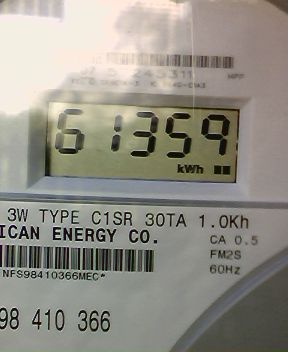 61359
kWh
3W TYPE C1SR 30TA 1.0Kh
ICAN ENERGY CO.
CA 0.5
FM2S
NFS98410366MEC*
60Hz
98 410 366